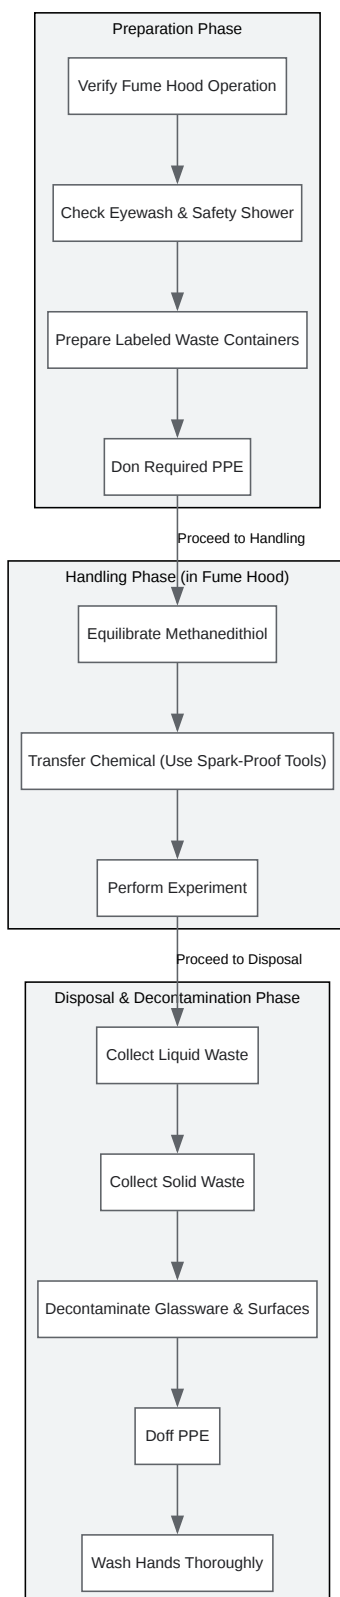 Preparation Phase
Verify Fume Hood Operation
Check Eyewash & Safety Shower
Prepare Labeled Waste Containers
Don Required PPE
Proceed to Handling
Handling Phase (in Fume Hood)
Equilibrate Methanedithiol
Transfer Chemical (Use Spark-Proof Tools)
Perform Experiment
Proceed to Disposal
Disposal & Decontamination Phase
Collect Liquid Waste
Collect Solid Waste
Decontaminate Glassware & Surfaces
Doff PPE
Wash Hands Thoroughly